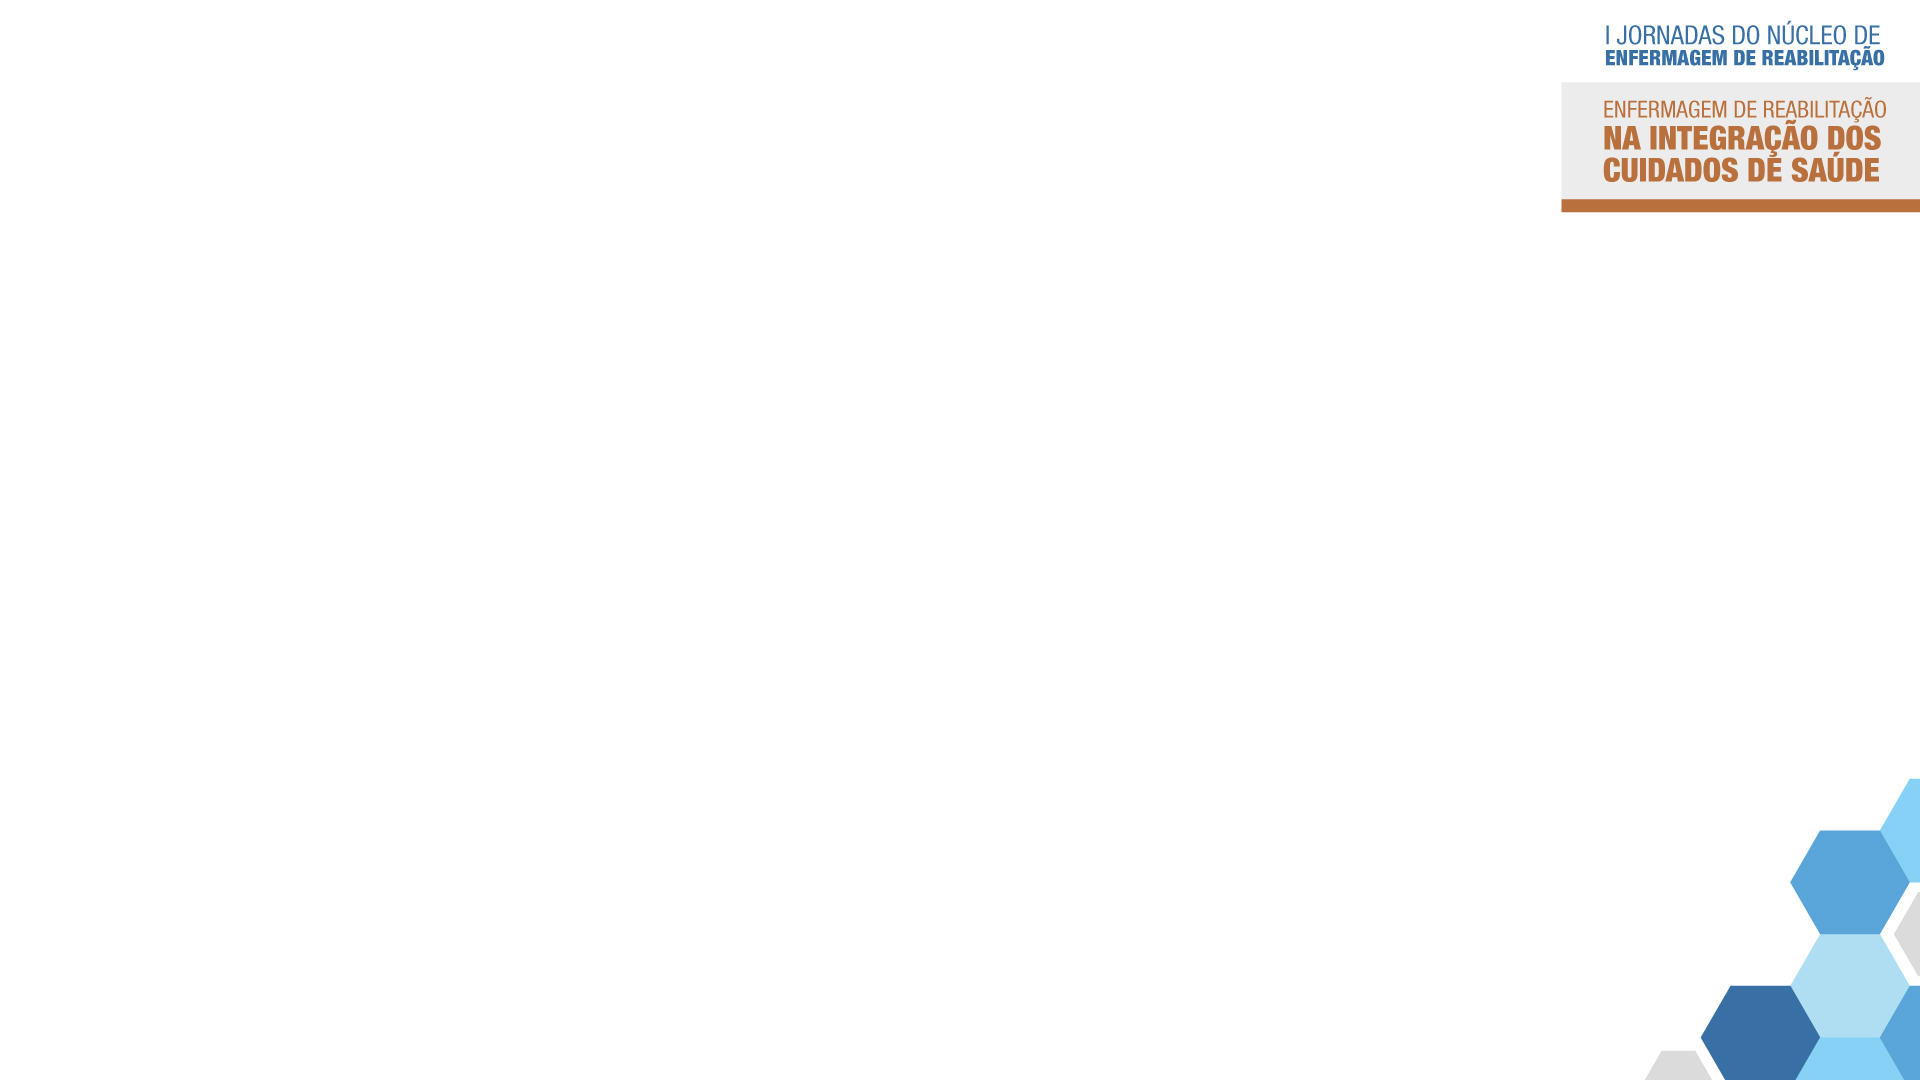 I JORNADAS DO NÚCLEO DE
ENFERMAGEM DE REABILITAÇÃO
ENFERMAGEM DE REABILITAÇÃO
NA INTEGRAÇÃO DOS
CUIDADOS DE SAÚDE